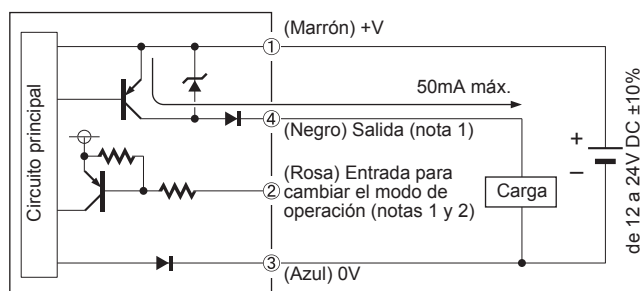 (Marrón) +V
1
50mA máx.
4
(Negro) Salida (nota 1)
Circuito principal
(Rosa) Entrada para
2
cambiar el modo de
operación (notas 1 y 2)
Carga
+
−
de 12 a 24V DC ±10%
3
(Azul) 0V